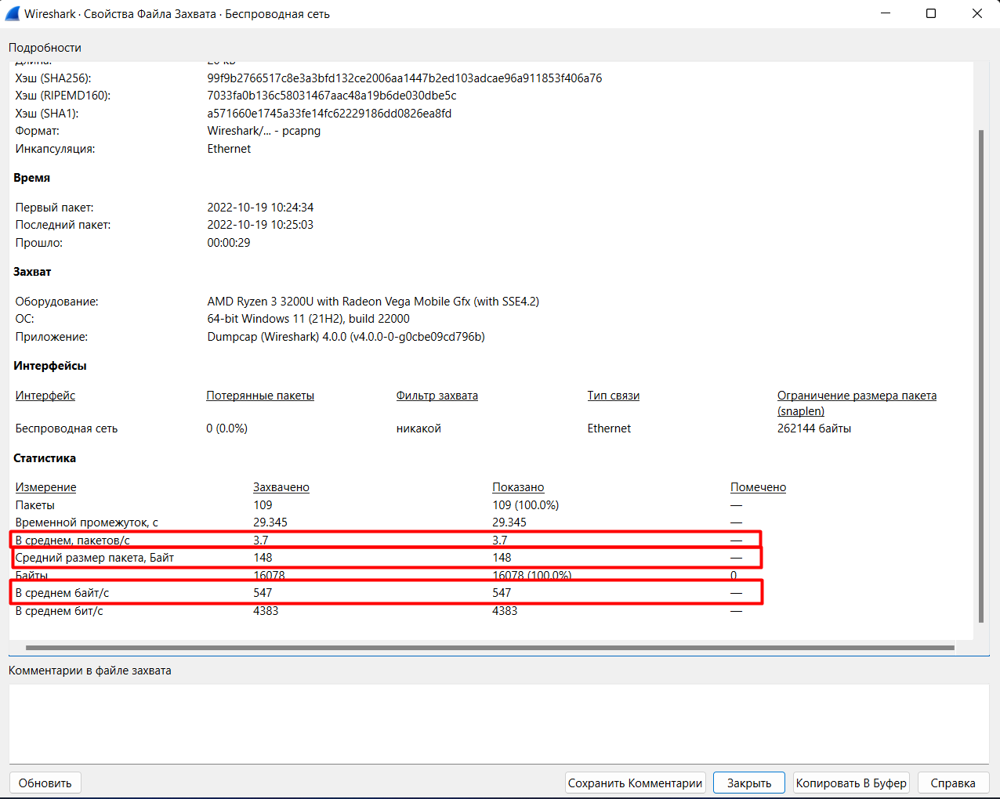 Wireshark · Свойства Файла Захвата · Беспроводная сеть
Подробности
Длина: 20 kB
Хэш (SHA256): 99f9b2766517c8e3a3bfd132ce2006aa1447b2ed103adcae96a911853f406a76
Хэш (RIPEMD160): 7033fa0b136c58031467aac48a19b6de030dbe5c
Хэш (SHA1): a571660e1745a33fe14fc62229186dd0826ea8fd
Формат: Wireshark/... - pcapng
Инкапсуляция: Ethernet
Время
Первый пакет: 2022-10-19 10:24:34
Последний пакет: 2022-10-19 10:25:03
Прошло: 00:00:29
Захват
Оборудование: AMD Ryzen 3 3200U with Radeon Vega Mobile Gfx (with SSE4.2)
ОС: 64-bit Windows 11 (21H2), build 22000
Приложение: Dumpcap (Wireshark) 4.0.0 (v4.0.0-0-g0cbe09cd796b)
Интерфейсы
Интерфейс Потерянные пакеты Фильтр захвата Тип связи Ограничение размера пакета
(snaplen)
Беспроводная сеть 0 (0.0%) никакой Ethernet 262144 байты
Статистика
Измерение Захвачено Показано Помечено
Пакеты 109 109 (100.0%) —
Временной промежуток, с 29.345 29.345 —
В среднем, пакетов/с 3.7 3.7 —
Средний размер пакета, Байт 148 148 —
Байты 16078 16078 (100.0%) 0
В среднем байт/с 547 547 —
В среднем бит/с 4383 4383 —
Комментарии в файле захвата
Обновить Сохранить Комментарии Закрыть Копировать В Буфер Справка